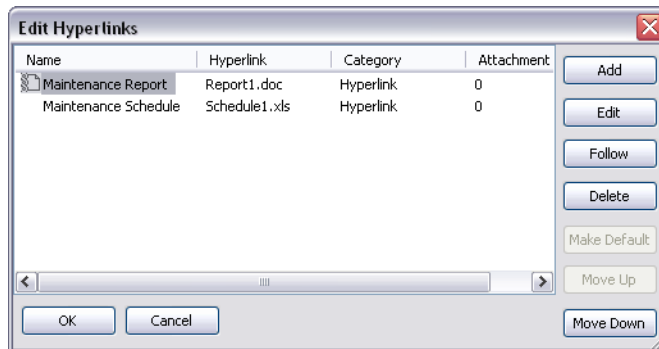 Edit Hyperlinks
Name Hyperlink Category Attachment
Maintenance Report Report1.doc Hyperlink 0
Maintenance Schedule Schedule1.xls Hyperlink 0
Add
Edit
Follow
Delete
Make Default
Move Up
Move Down
OK Cancel